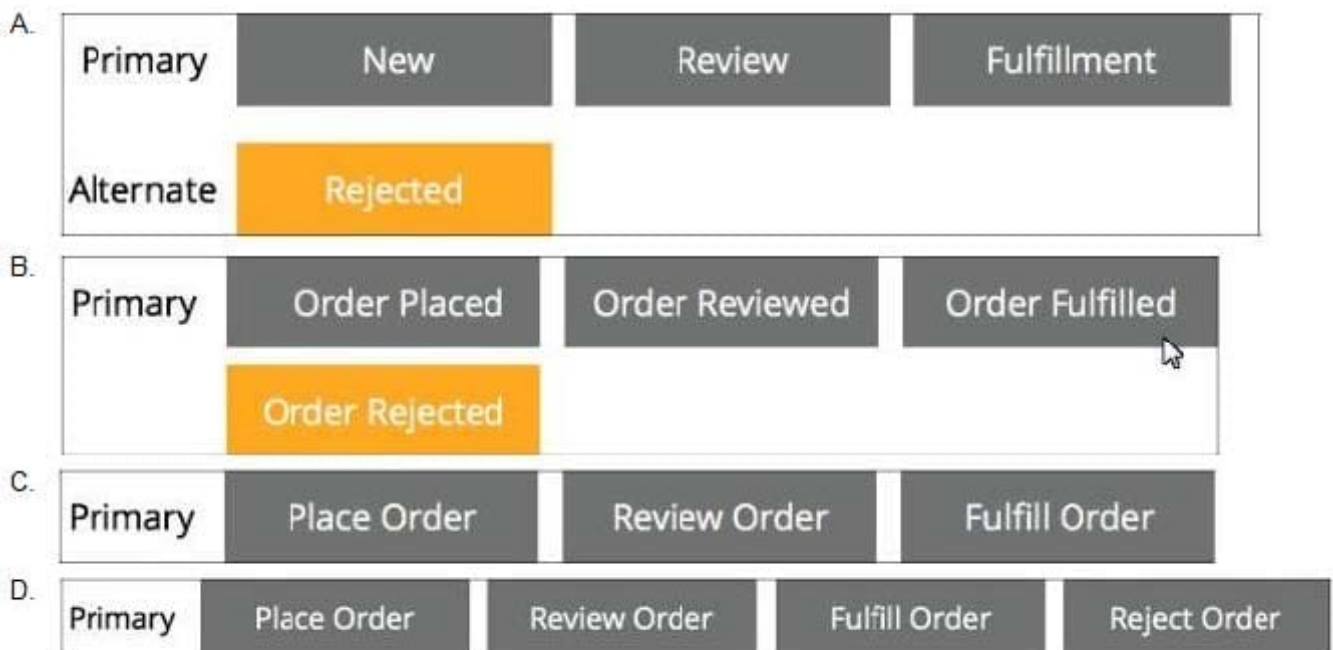 A.
Primary New Review Fulfillment
Alternate Rejected
B.
Primary Order Placed Order Reviewed Order Fulfilled
Order Rejected
C.
Primary Place Order Review Order Fulfill Order
D.
Primary Place Order Review Order Fulfill Order Reject Order